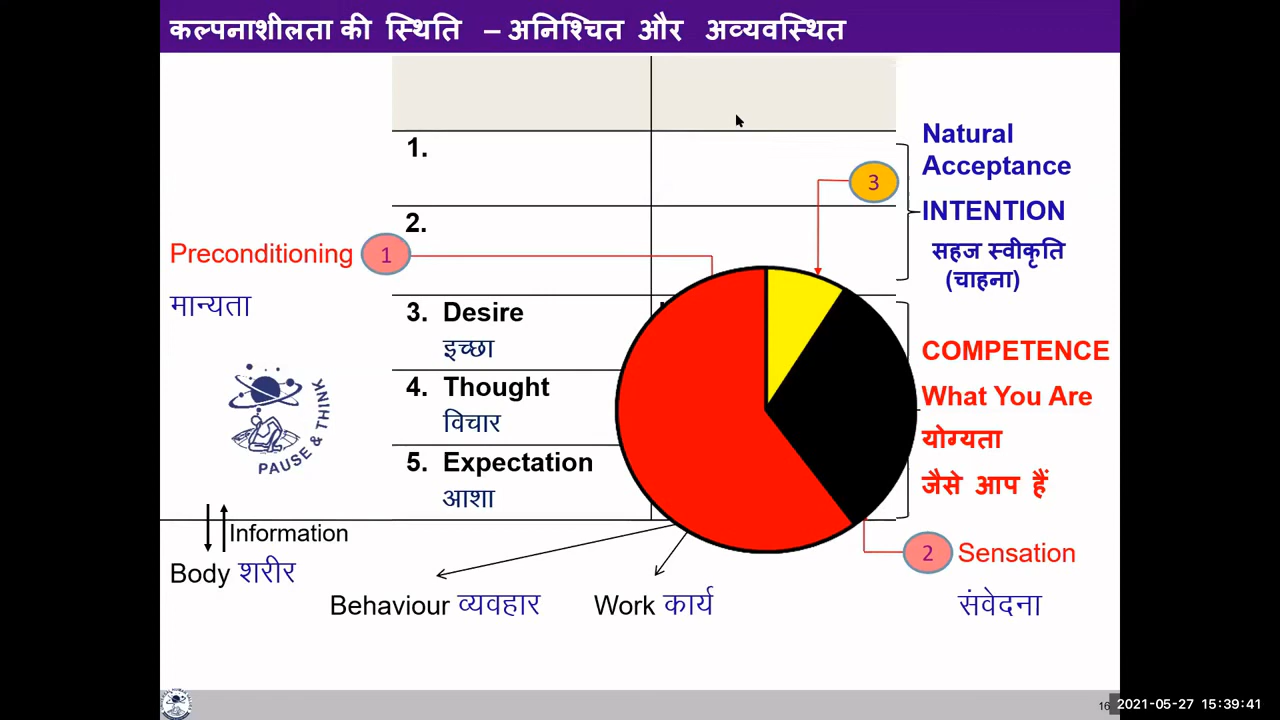 कल्पनाशीलता की स्थिति – अनिश्चित और अव्यवस्थित
1.
2.
3. Desire
इच्छा
4. Thought
विचार
5. Expectation
आशा
Preconditioning 1
मान्यता
3
Natural
Acceptance
INTENTION
सहज स्वीकृति
(चाहना)
COMPETENCE
What You Are
योग्यता
जैसे आप हैं
PAUSE & THINK
Information
Body शरीर
Behaviour व्यवहार
Work कार्य
2 Sensation
संवेदना
16
2021-05-27 15:39:41